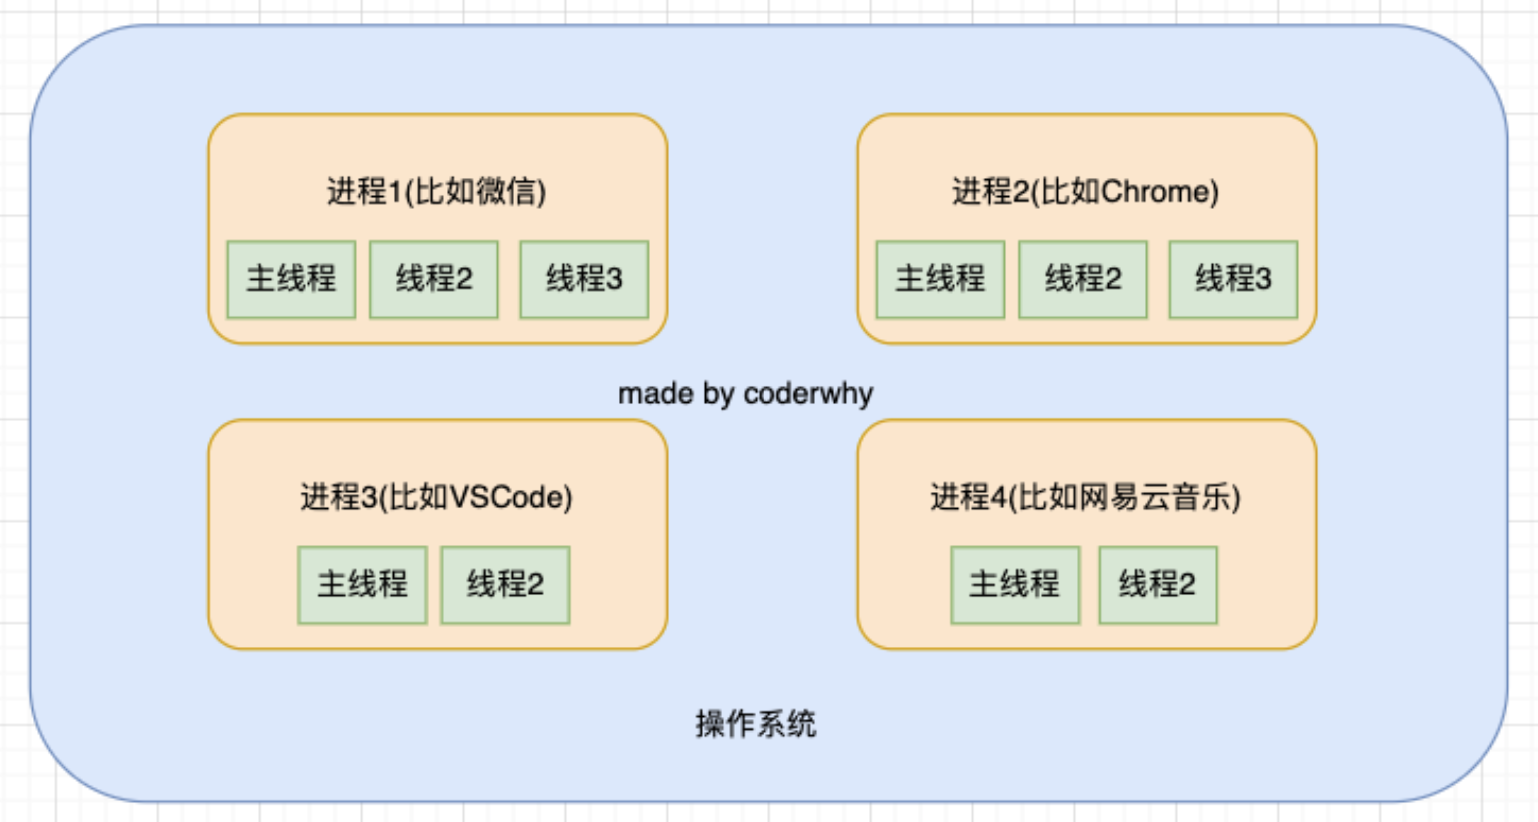 进程1(比如微信)
主线程 线程2 线程3
进程2(比如Chrome)
主线程 线程2 线程3
made by coderwhy
进程3(比如VSCode)
主线程 线程2
进程4(比如网易云音乐)
主线程 线程2
操作系统